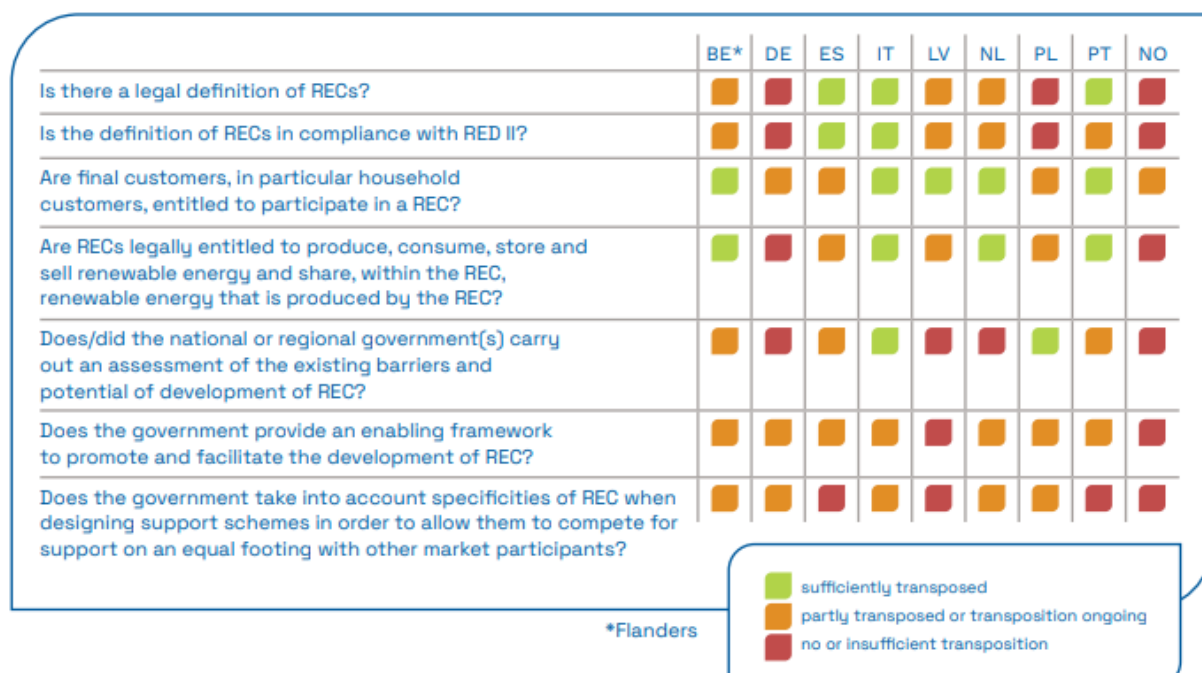 BE* DE ES IT LV NL PL PT NO
Is there a legal definition of RECs?
Is the definition of RECs in compliance with RED II?
Are final customers, in particular household
customers, entitled to participate in a REC?
Are RECs legally entitled to produce, consume, store and
sell renewable energy and share, within the REC,
renewable energy that is produced by the REC?
Does/did the national or regional government(s) carry
out an assessment of the existing barriers and
potential of development of REC?
Does the government provide an enabling framework
to promote and facilitate the development of REC?
Does the government take into account specificities of REC when
designing support schemes in order to allow them to compete for
support on an equal footing with other market participants?
sufficiently transposed
partly transposed or transposition ongoing
no or insufficient transposition
*Flanders